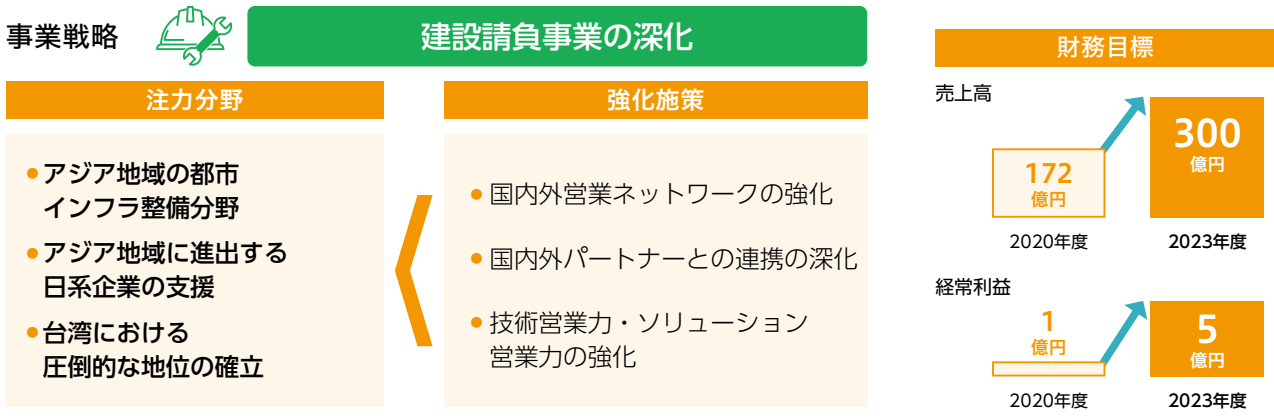 事業戦略
建設請負事業の深化
注力分野
●アジア地域の都市
インフラ整備分野
●アジア地域に進出する
日系企業の支援
●台湾における
圧倒的な地位の確立
強化施策
●国内外営業ネットワークの強化
●国内外パートナーとの連携の深化
●技術営業力・ソリューション
営業力の強化
財務目標
売上高
172
億円
2020年度
300
億円
2023年度
経常利益
1
億円
2020年度
5
億円
2023年度